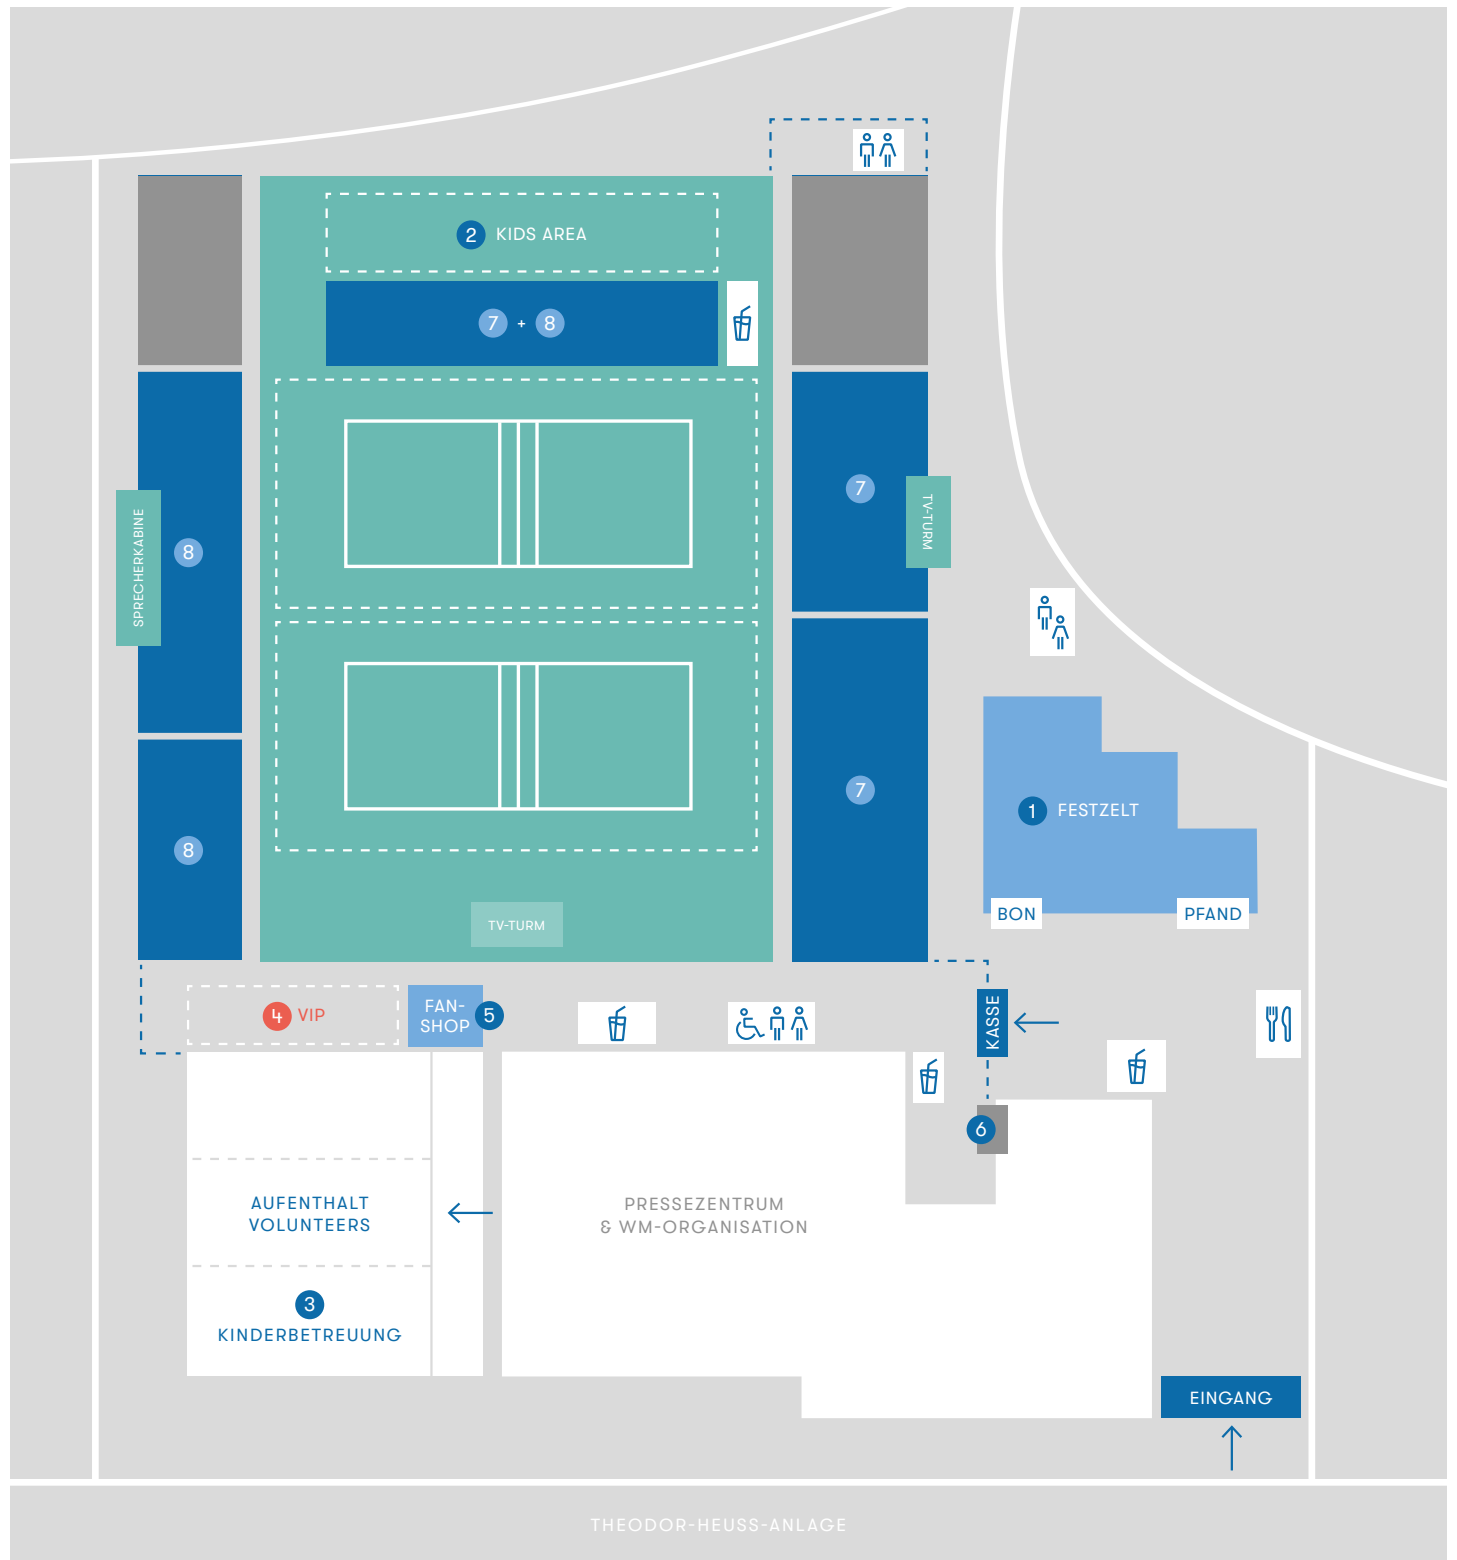 2 KIDS AREA
7 + 8
7
SPRECHERKABINE
8
TV-TURM
7
1 FESTZELT
8
BON
PFAND
TV-TURM
4 VIP
FAN-
SHOP
5
KASSE
6
AUFENTHALT
VOLUNTEERS
PRESSEZENTRUM
& WM-ORGANISATION
3
KINDERBETREUUNG
EINGANG
THEODOR-HEUSS-ANLAGE